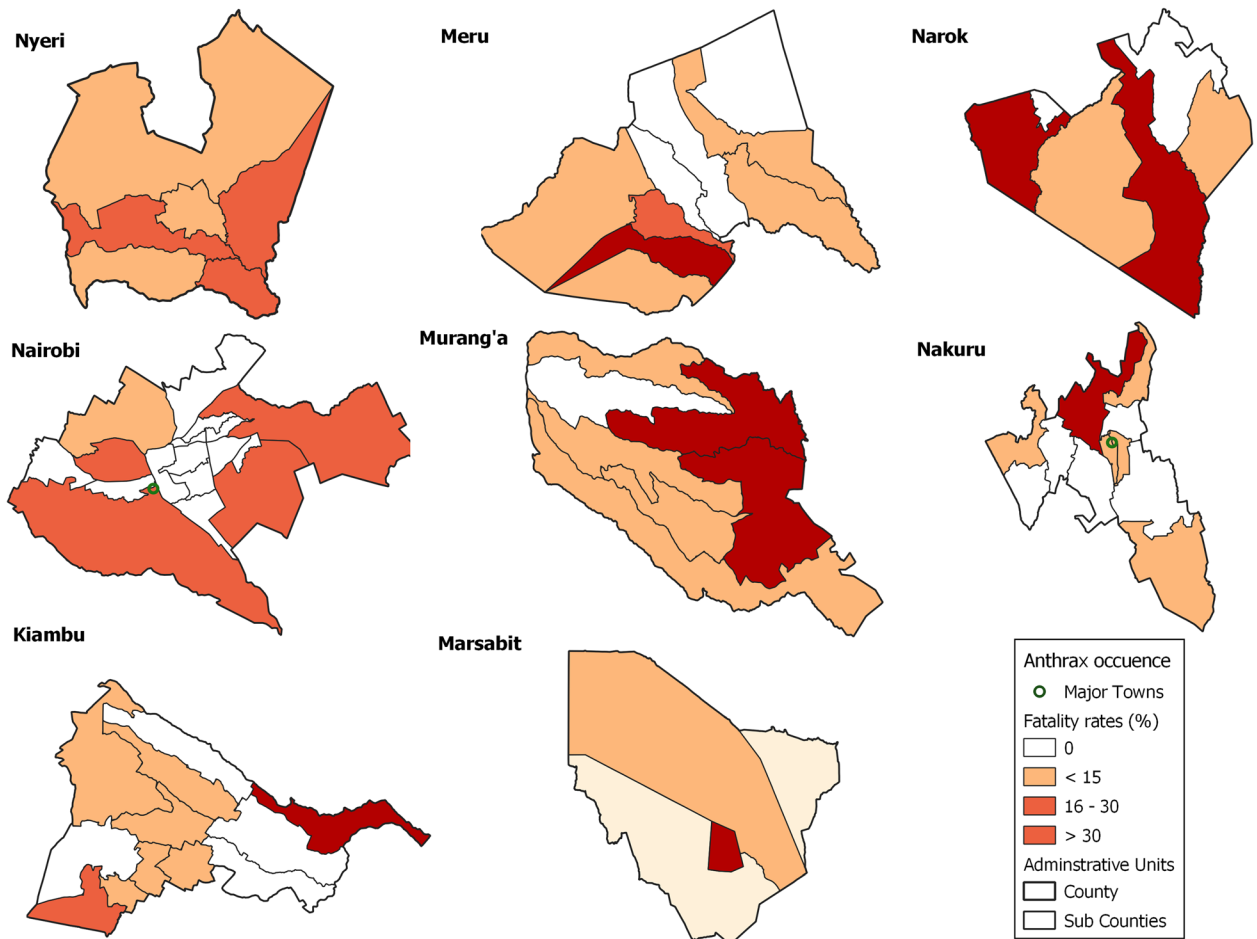 Nyeri
Meru
Narok
Nairobi
Murang'a
Nakuru
Kiambu
Marsabit
Anthrax occuence
Major Towns
Fatality rates (%)
0
< 15
16 - 30
> 30
Adminstrative Units
County
Sub Counties